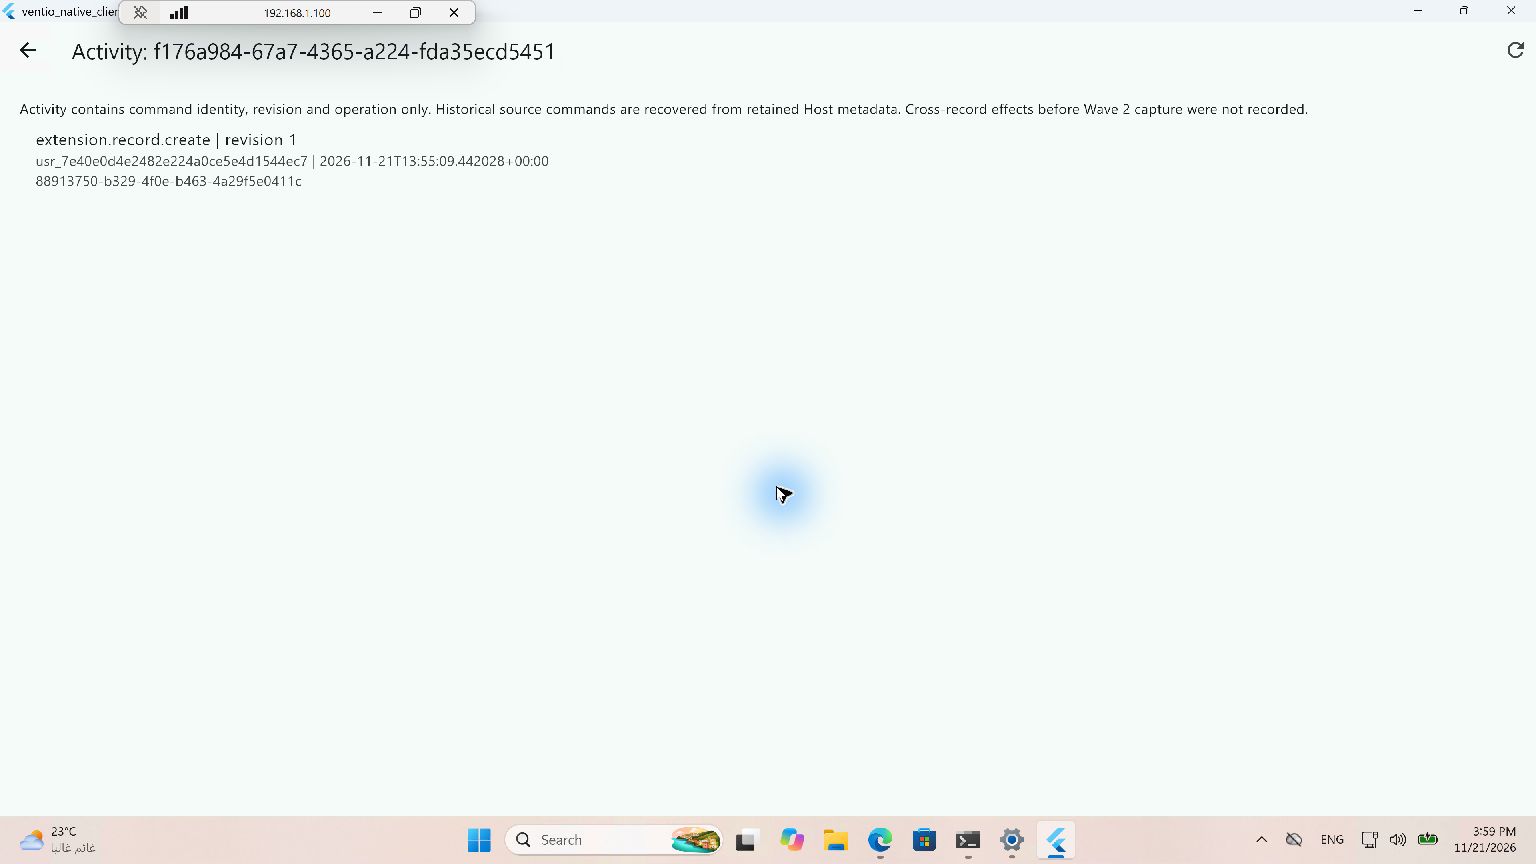 ventio_native_clien
192.168.1.100
Activity: f176a984-67a7-4365-a224-fda35ecd5451
Activity contains command identity, revision and operation only. Historical source commands are recovered from retained Host metadata. Cross-record effects before Wave 2 capture were not recorded.
extension.record.create | revision 1
usr_7e40e0d4e2482e224a0ce5e4d1544ec7 | 2026-11-21T13:55:09.442028+00:00
88913750-b329-4f0e-b463-4a29f5e0411c
23°C
غائم غالبا
Search
ENG
3:59 PM
11/21/2026